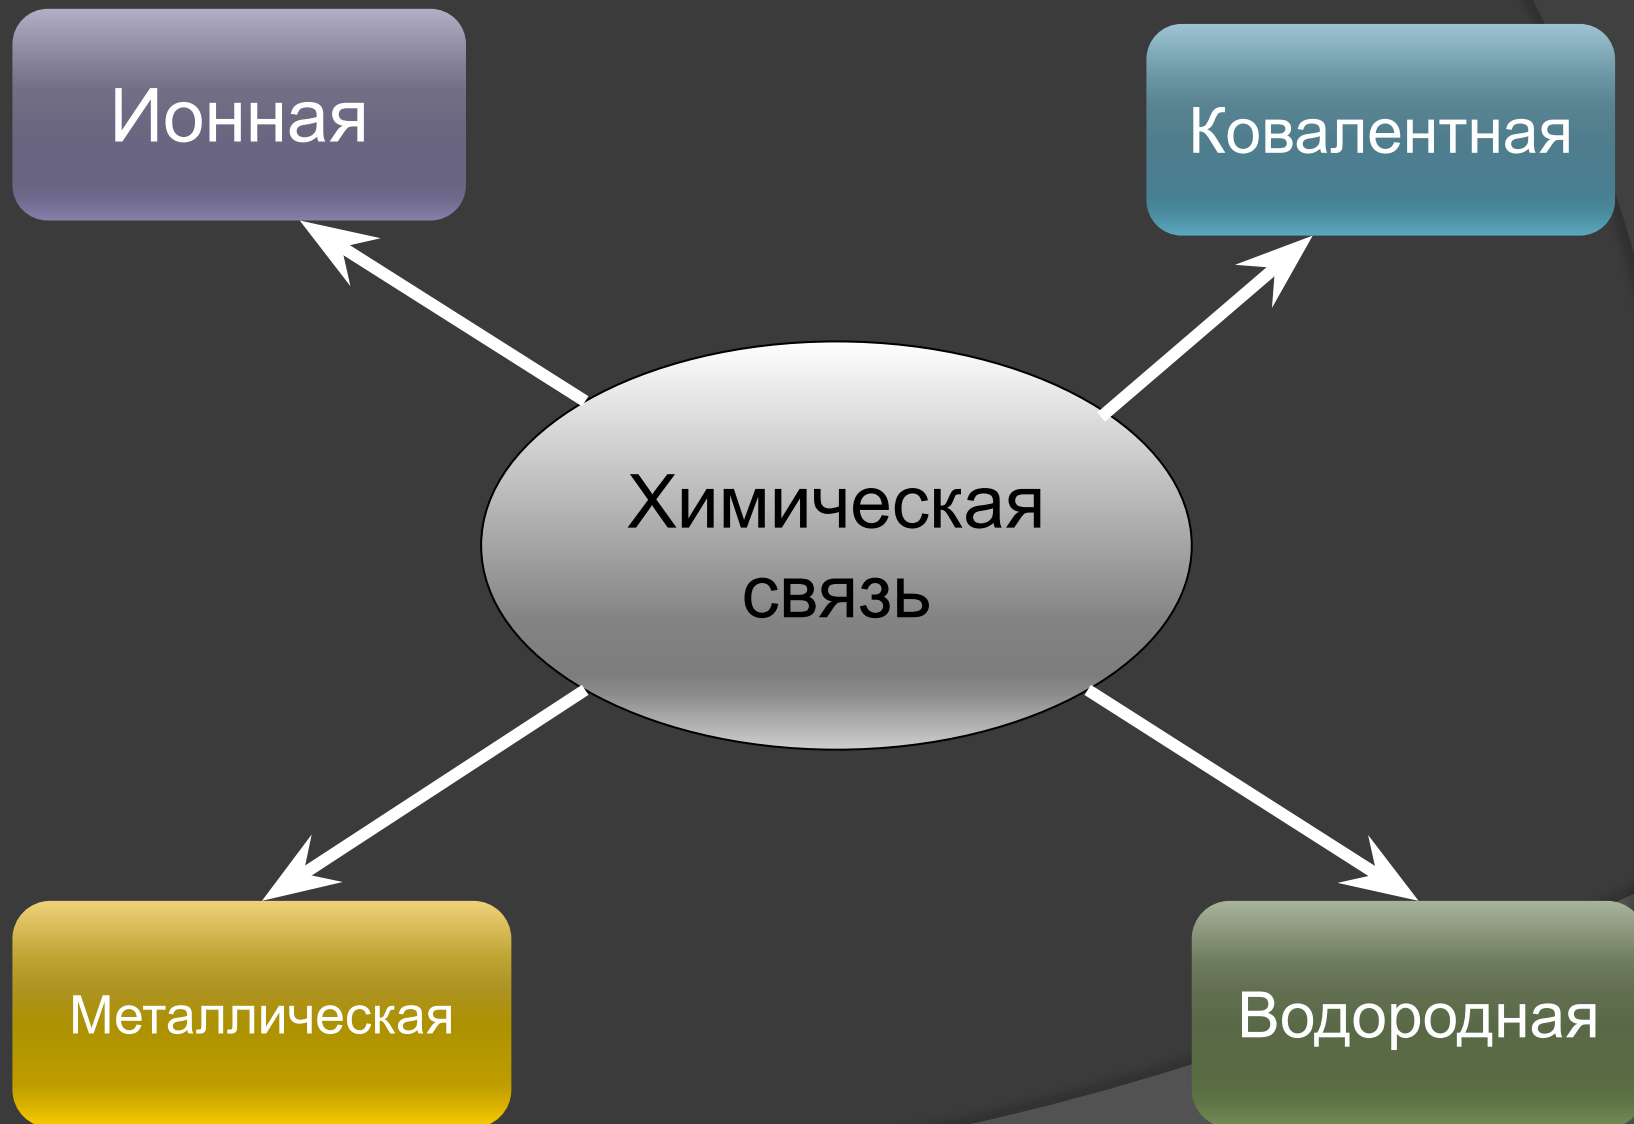 Ионная
Ковалентная
Химическая
связь
Металлическая
Водородная